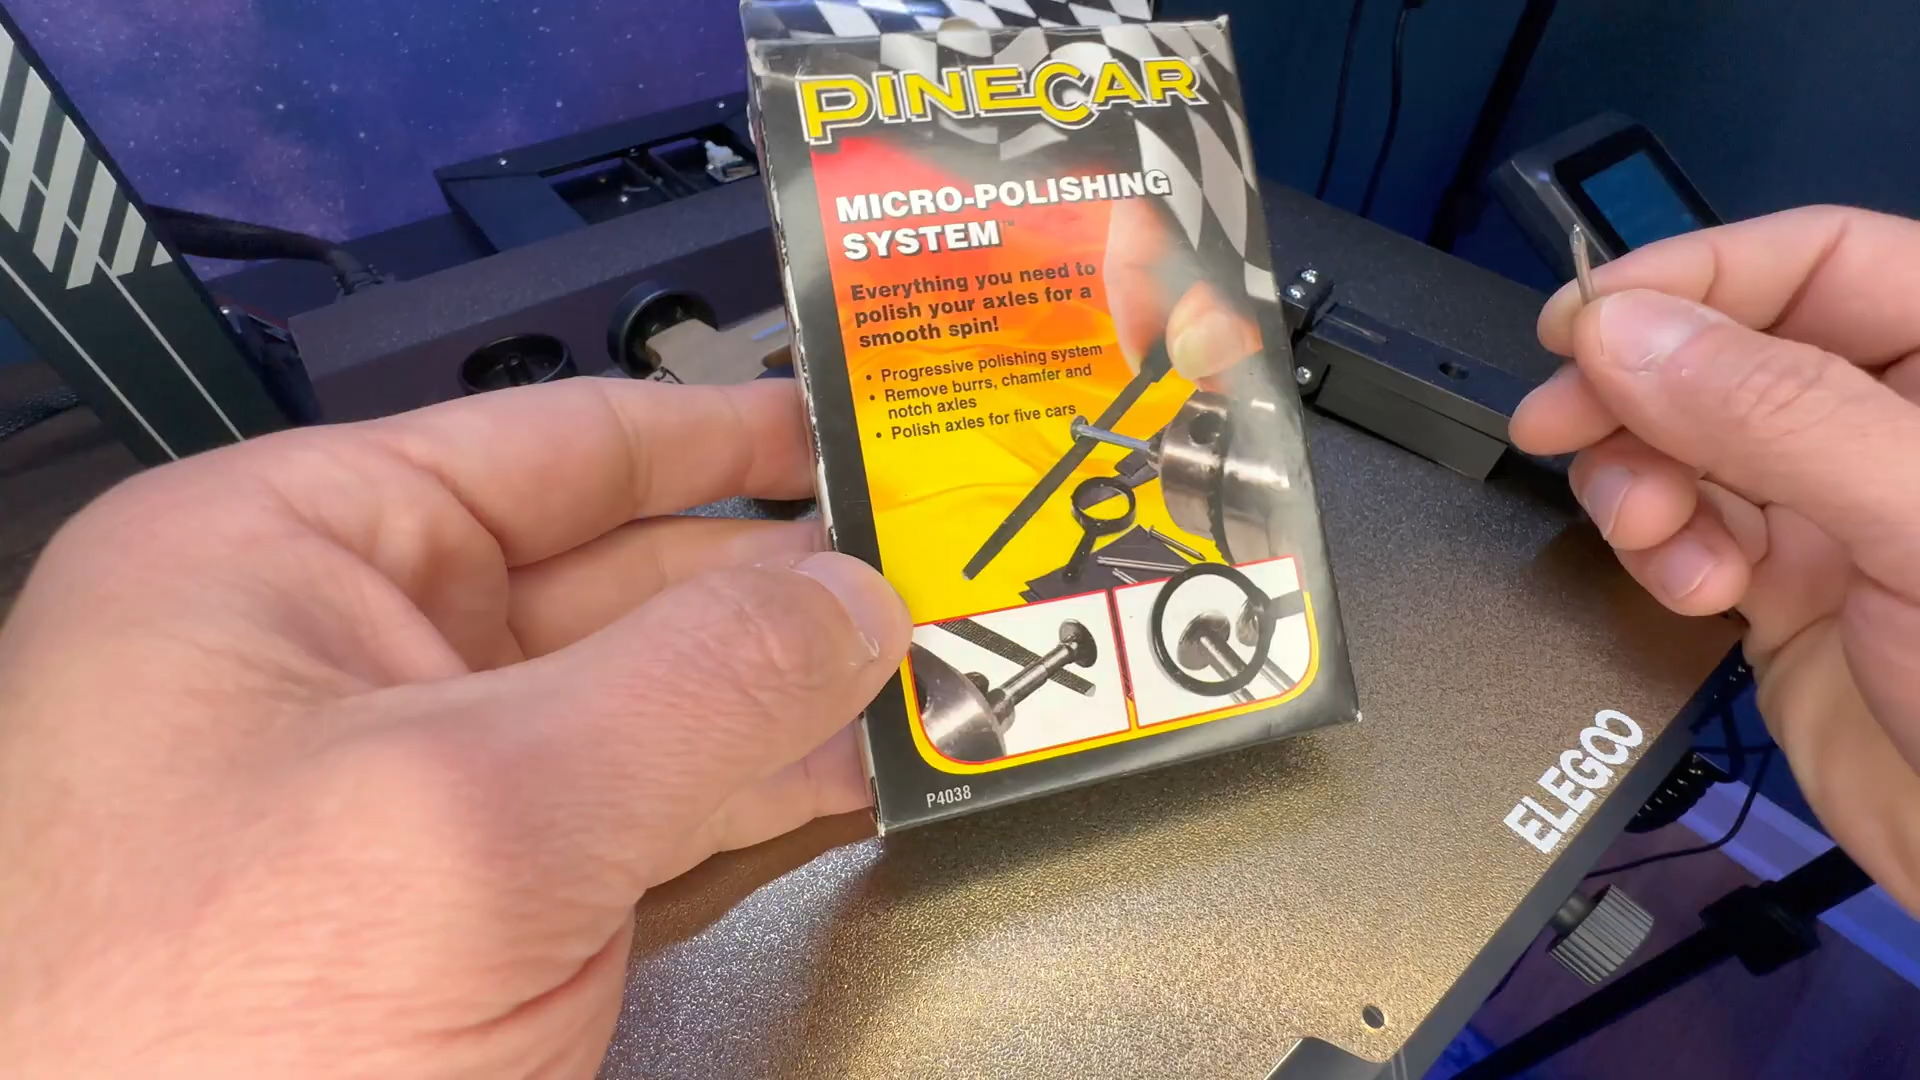 PINECAR
MICRO-POLISHING
SYSTEM™
Everything you need to
polish your axles for a
smooth spin!
• Progressive polishing system
• Remove burrs, chamfer and
notch axles
• Polish axles for five cars
P4038
ELEGOO